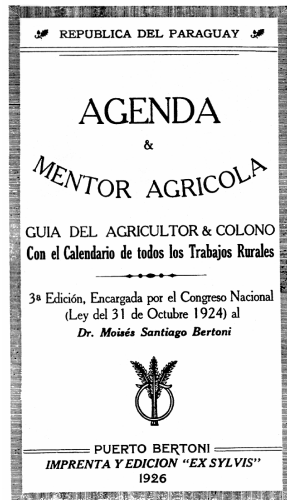 REPUBLICA DEL PARAGUAY
AGENDA
&
MENTOR AGRICOLA
GUIA DEL AGRICULTOR & COLONO
Con el Calendario de todos los Trabajos Rurales
3ª Edición, Encargada por el Congreso Nacional
(Ley del 31 de Octubre 1924) al
Dr. Moisés Santiago Bertoni
PUERTO BERTONI
IMPRENTA Y EDICION "EX SYLVIS"
1926